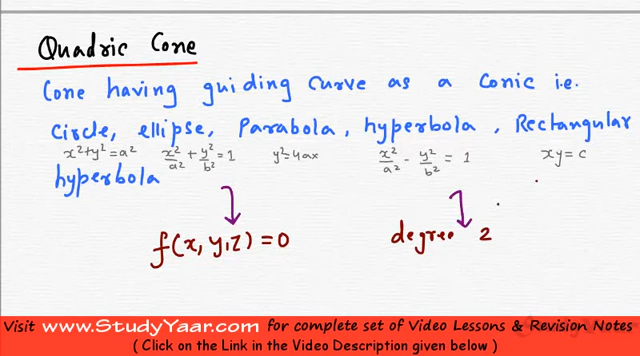 Quadric Cone
Cone having guiding curve as a conic i.e.
Circle, ellipse, Parabola, hyperbola, Rectangular
x²+y²=a² x²/a² + y²/b² = 1 y²=4ax x²/a² - y²/b² = 1 xy=c
hyperbola
f(x, y, z) = 0 degree 2
Visit www.StudyYaar.com for complete set of Video Lessons & Revision Notes
( Click on the Link in the Video Description given below )